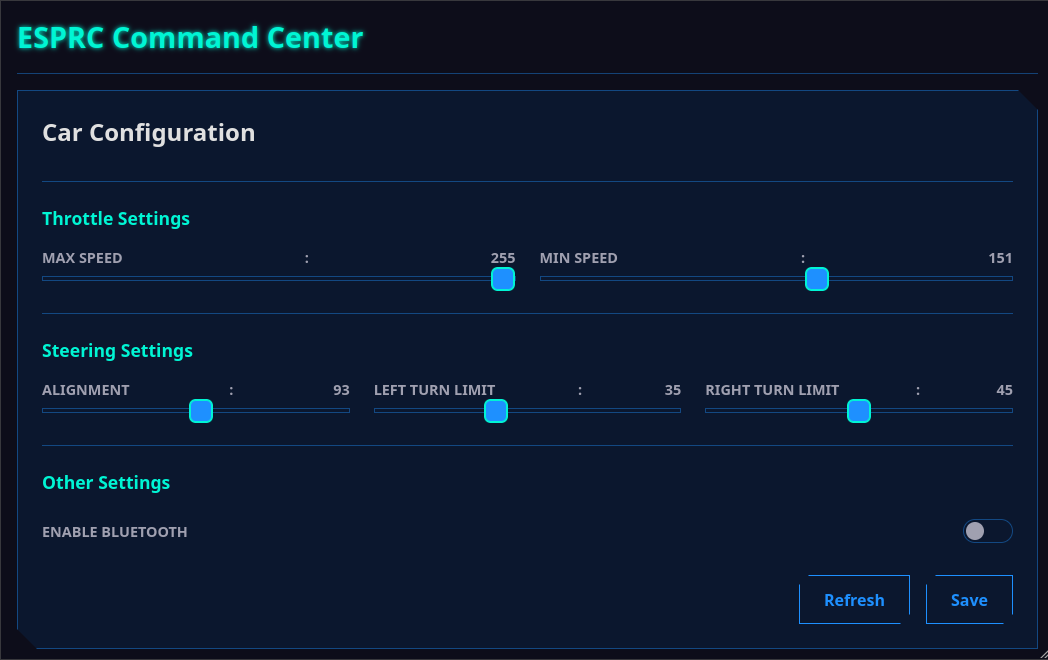 ESPRC Command Center
Car Configuration
Throttle Settings
MAX SPEED : 255 MIN SPEED : 151
Steering Settings
ALIGNMENT : 93 LEFT TURN LIMIT : 35 RIGHT TURN LIMIT : 45
Other Settings
ENABLE BLUETOOTH
Refresh Save